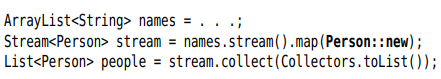 ArrayList<String> names = . . .;
Stream<Person> stream = names.stream().map(Person::new);
List<Person> people = stream.collect(Collectors.toList());